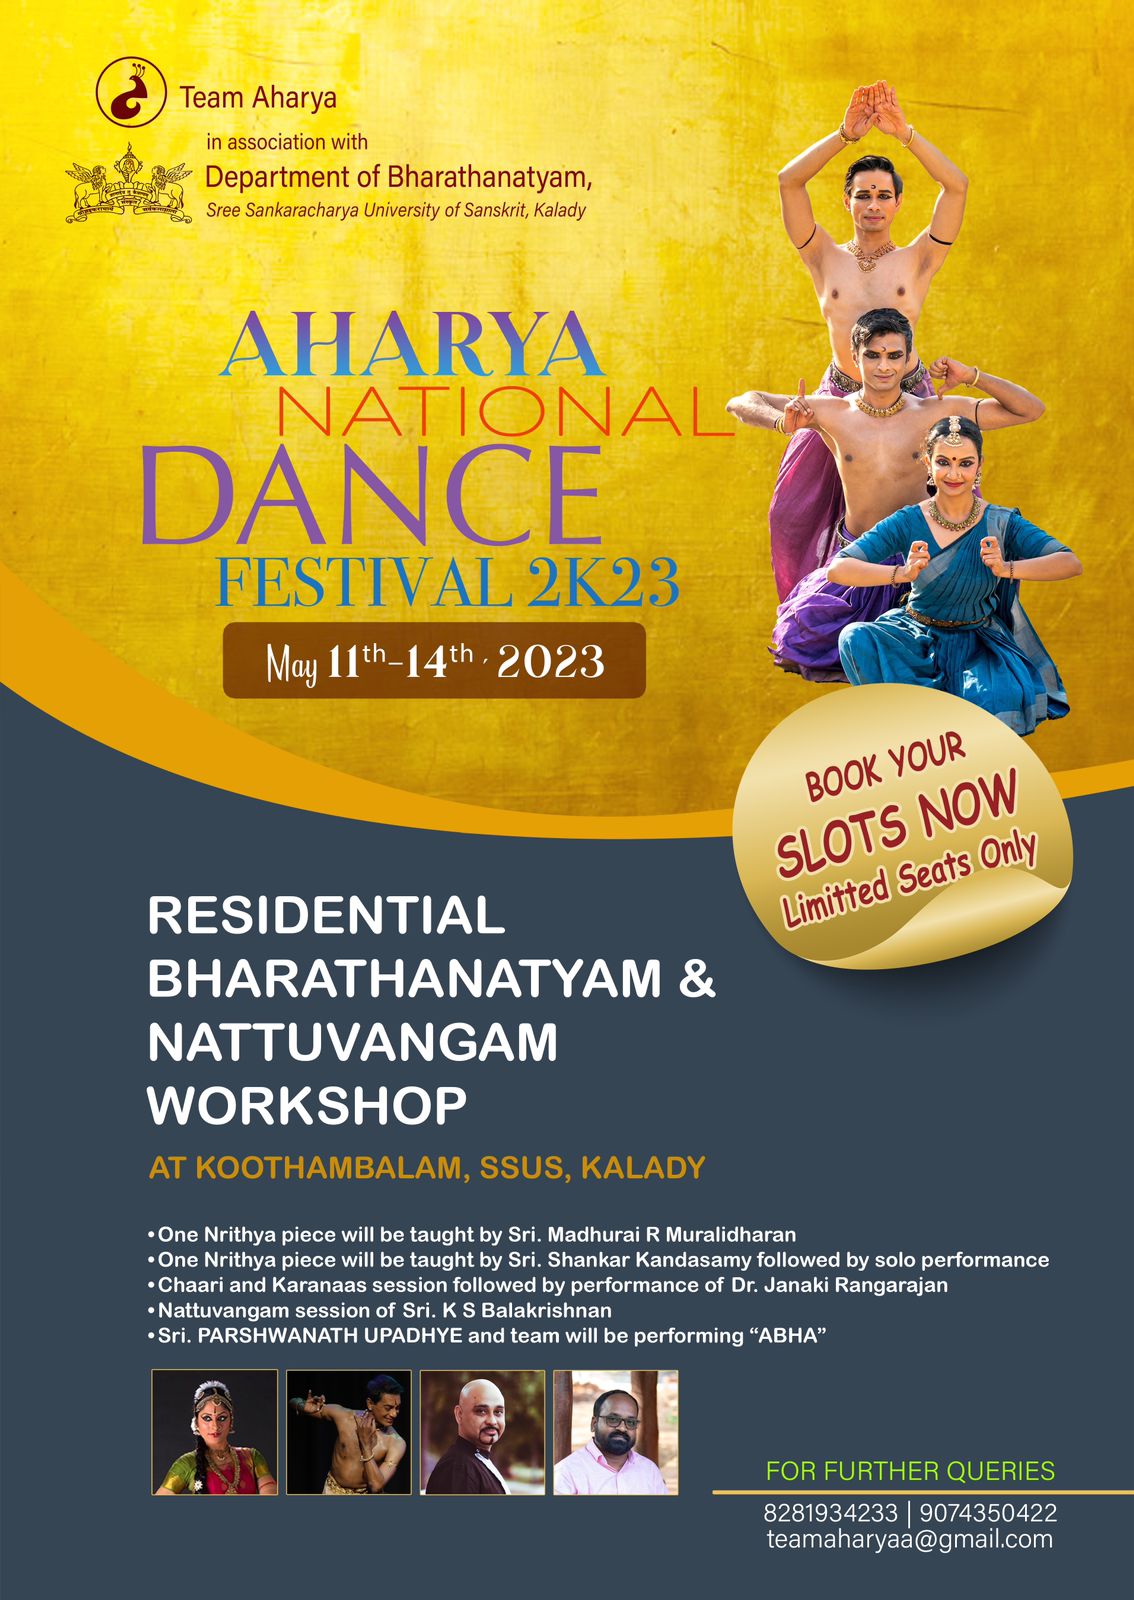 Team Aharya
in association with
Department of Bharathanatyam,
Sree Sankaracharya University of Sanskrit, Kalady
AHARYA
NATIONAL
DANCE
FESTIVAL 2K23
May 11th-14th, 2023
BOOK YOUR
SLOTS NOW
Limitted Seats Only
RESIDENTIAL
BHARATHANATYAM &
NATTUVANGAM
WORKSHOP
AT KOOTHAMBALAM, SSUS, KALADY
•One Nrithya piece will be taught by Sri. Madhurai R Muralidharan
•One Nrithya piece will be taught by Sri. Shankar Kandasamy followed by solo performance
•Chaari and Karanaas session followed by performance of Dr. Janaki Rangarajan
•Nattuvangam session of Sri. K S Balakrishnan
•Sri. PARSHWANATH UPADHYE and team will be performing “ABHA”
FOR FURTHER QUERIES
8281934233 | 9074350422
teamaharyaa@gmail.com